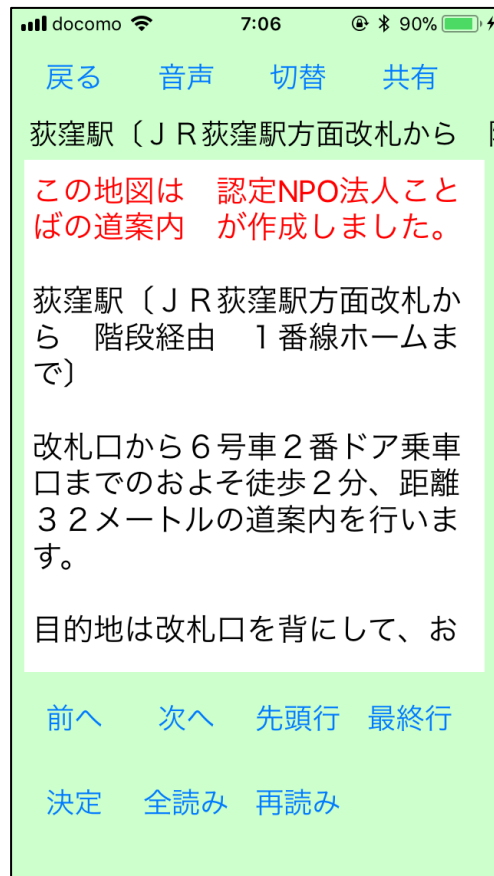 docomo 7:06 90%
戻る 音声 切替 共有
荻窪駅〔ＪＲ荻窪駅方面改札から
この地図は　認定NPO法人こと
ばの道案内　が作成しました。
荻窪駅〔ＪＲ荻窪駅方面改札か
ら　階段経由　１番線ホームま
で〕
改札口から６号車２番ドア乗車
口までのおよそ徒歩２分、距離
３２メートルの道案内を行いま
す。
目的地は改札口を背にして、お
前へ 次へ 先頭行 最終行
決定 全読み 再読み